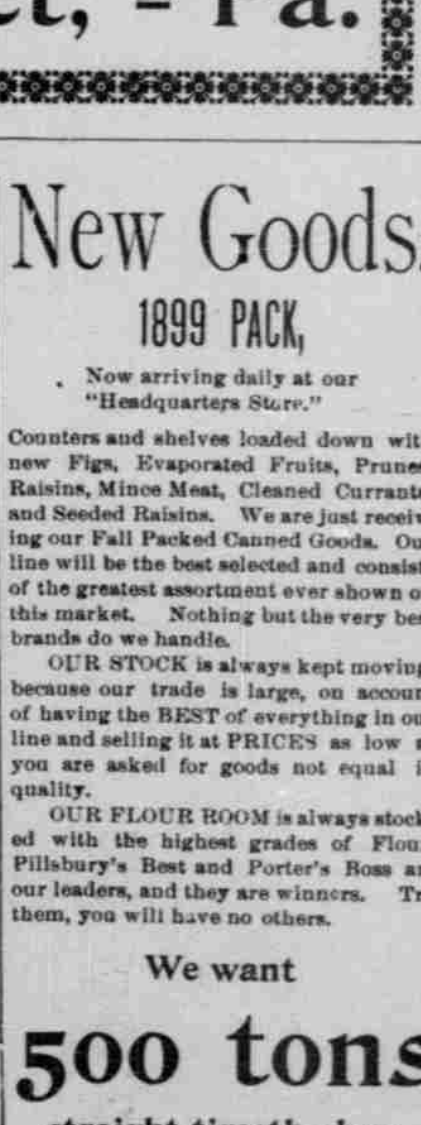 - Pa.
New Goods
1899 PACK,
Now arriving daily at our
"Headquarters Store."
Counters and shelves loaded down wit
new Figs, Evaporated Fruits, Prune
Raisins, Mince Meat, Cleaned Currant
and Seeded Raisins. We are just receiv
ing our Fall Packed Canned Goods. Ou
line will be the best selected and consist
of the greatest assortment ever shown o
this market. Nothing but the very bes
brands do we handle.
OUR STOCK is always kept moving
because our trade is large, on accoun
of having the BEST of everything in ou
line and selling it at PRICES as low a
you are asked for goods not equal i
quality.
OUR FLOUR ROOM is always stock
ed with the highest grades of Flou
Pillsbury's Best and Porter's Boss ar
our leaders, and they are winners. Tr
them, you will have no others.
We want
500 tons